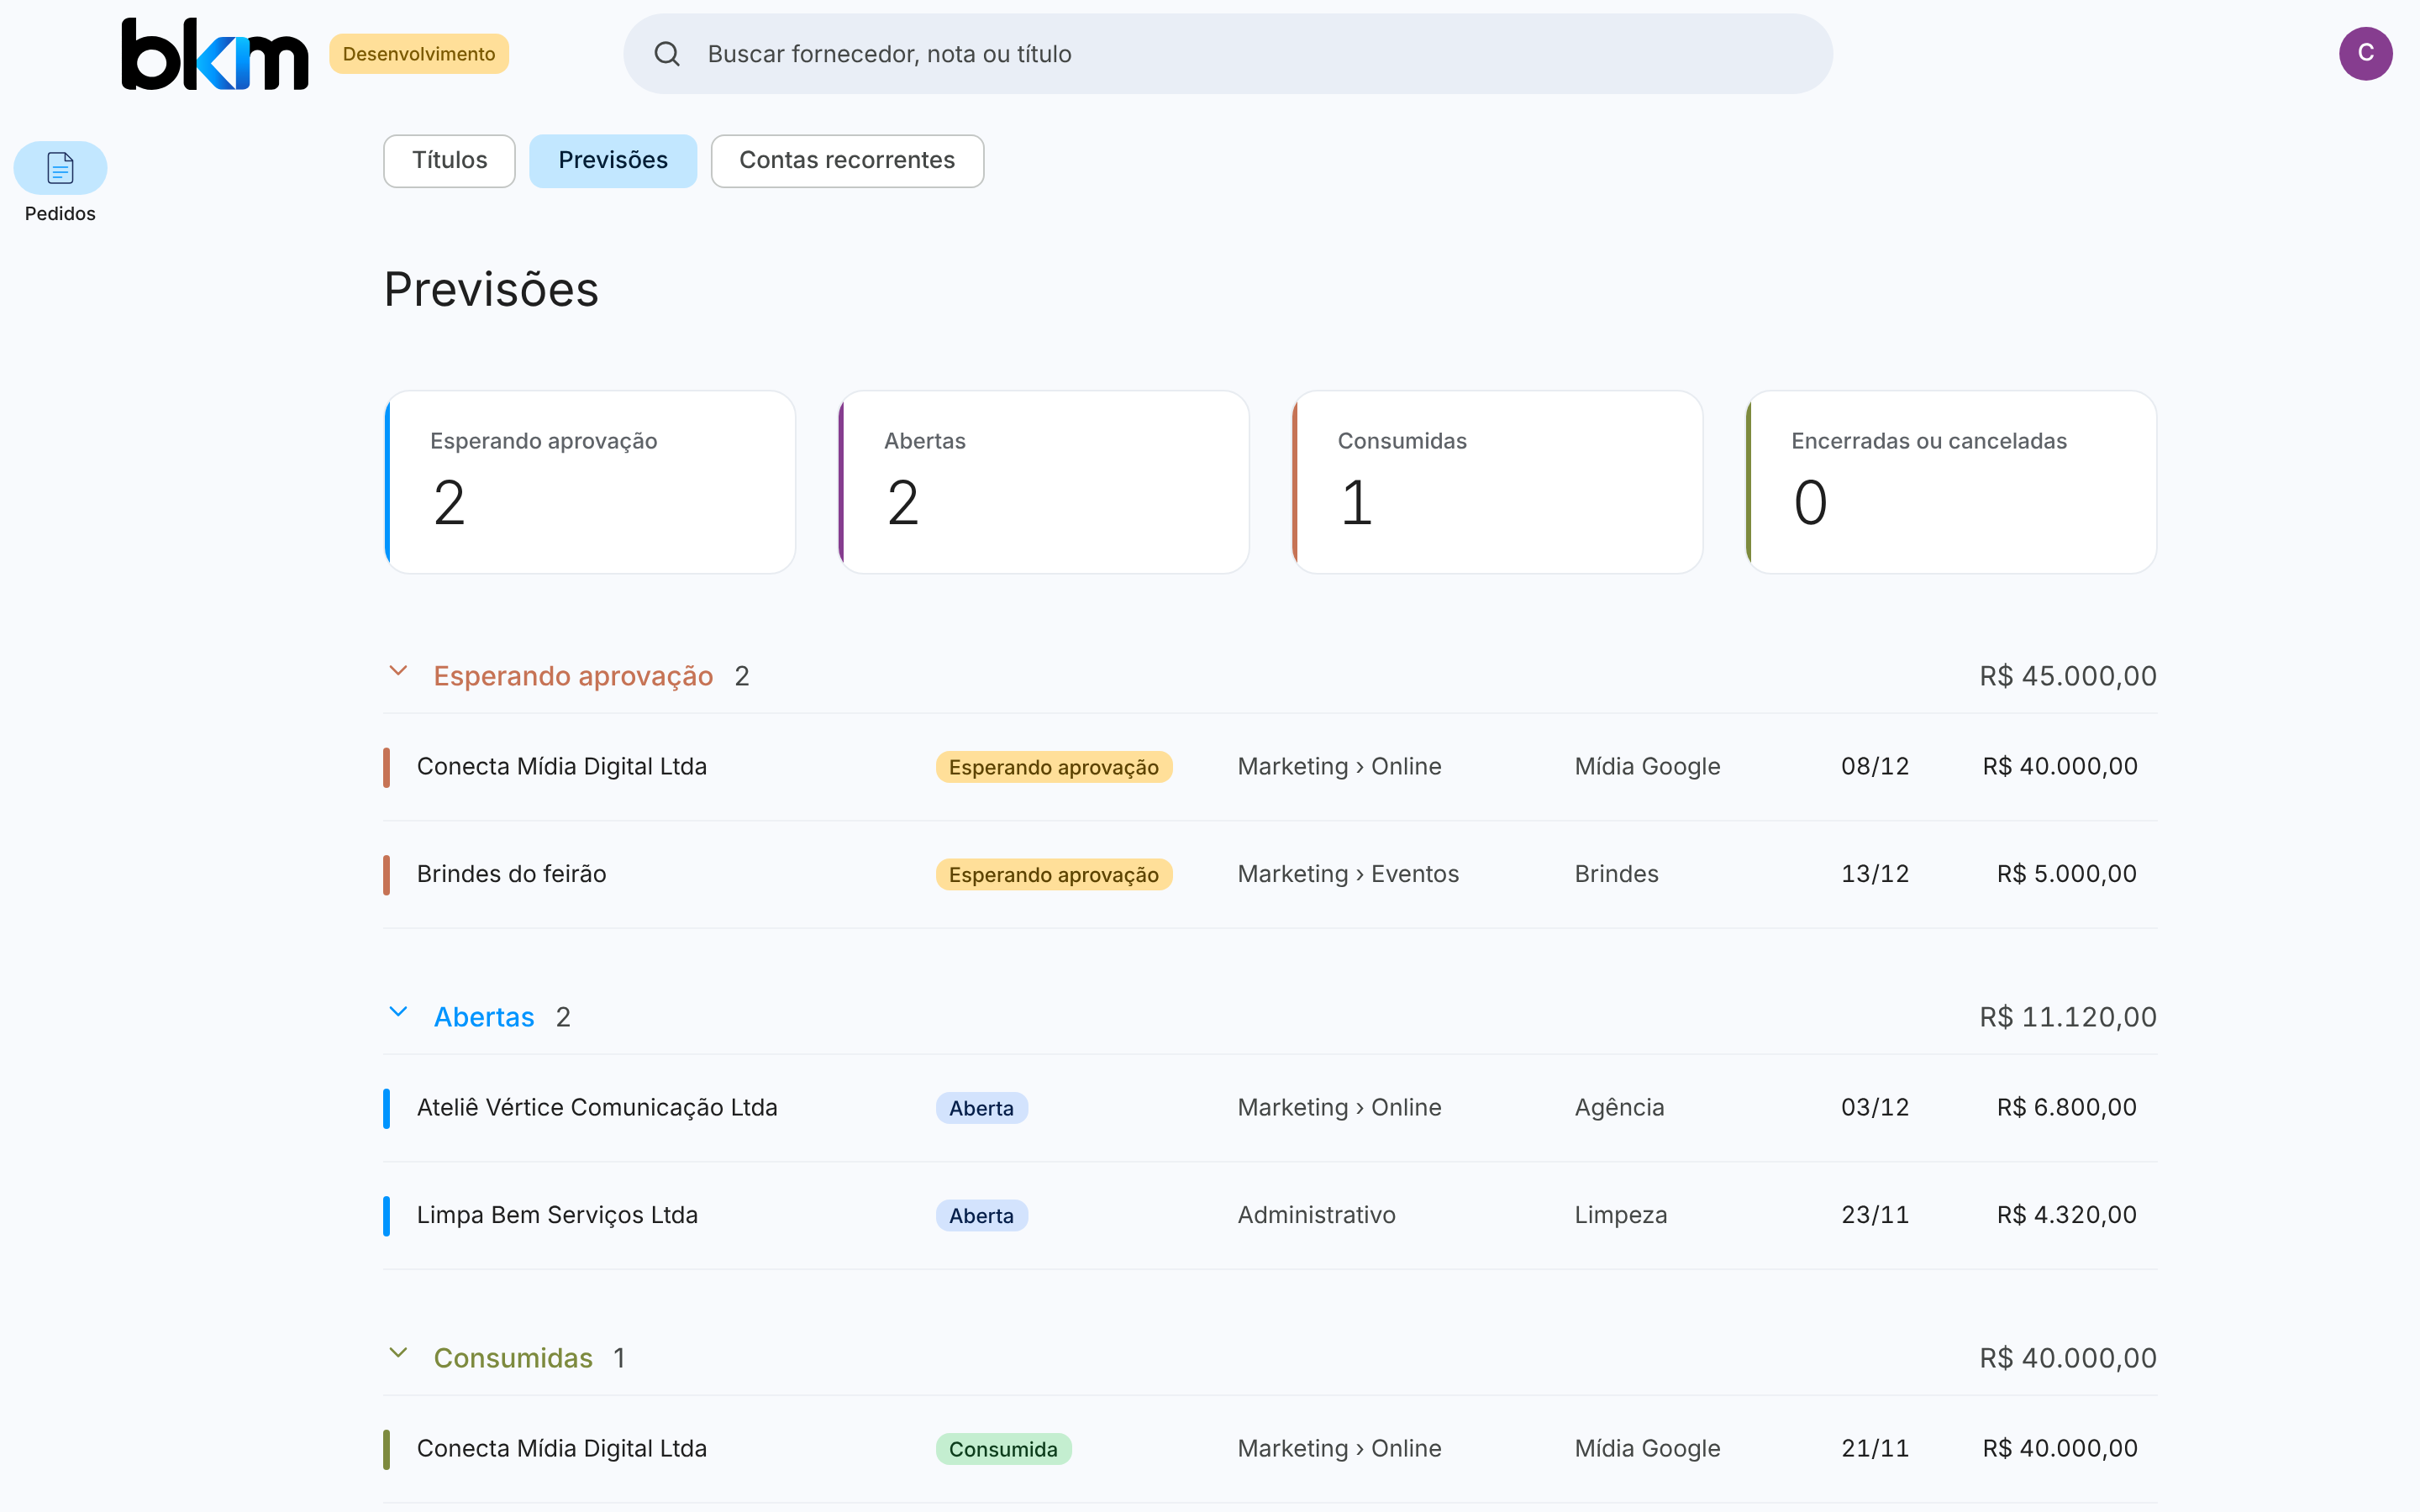 bkm Desenvolvimento Buscar fornecedor, nota ou título C
Títulos Previsões Contas recorrentes
Pedidos
Previsões
Esperando aprovação Abertas Consumidas Encerradas ou canceladas
2 2 1 0
Esperando aprovação 2 R$ 45.000,00
Conecta Mídia Digital Ltda Esperando aprovação Marketing › Online Mídia Google 08/12 R$ 40.000,00
Brindes do feirão Esperando aprovação Marketing › Eventos Brindes 13/12 R$ 5.000,00
Abertas 2 R$ 11.120,00
Ateliê Vértice Comunicação Ltda Aberta Marketing › Online Agência 03/12 R$ 6.800,00
Limpa Bem Serviços Ltda Aberta Administrativo Limpeza 23/11 R$ 4.320,00
Consumidas 1 R$ 40.000,00
Conecta Mídia Digital Ltda Consumida Marketing › Online Mídia Google 21/11 R$ 40.000,00